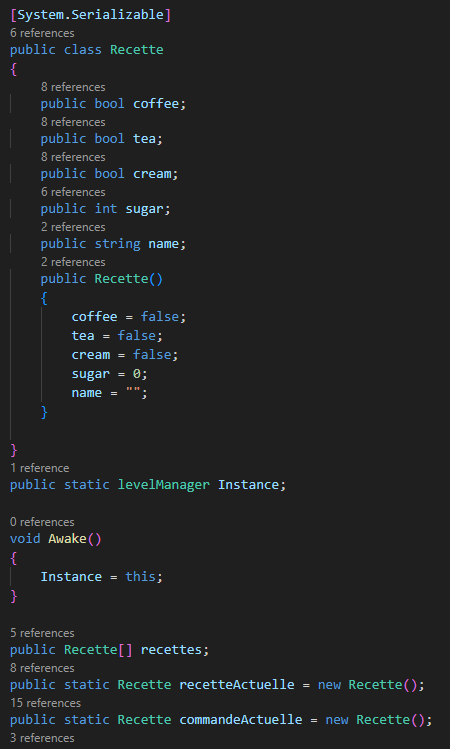 [System.Serializable]
6 references
public class Recette
{
8 references
public bool coffee;
8 references
public bool tea;
8 references
public bool cream;
6 references
public int sugar;
2 references
public string name;
2 references
public Recette()
{
coffee = false;
tea = false;
cream = false;
sugar = 0;
name = "";
}
}
1 reference
public static levelManager Instance;
0 references
void Awake()
{
Instance = this;
}
5 references
public Recette[] recettes;
8 references
public static Recette recetteActuelle = new Recette();
15 references
public static Recette commandeActuelle = new Recette();
3 references